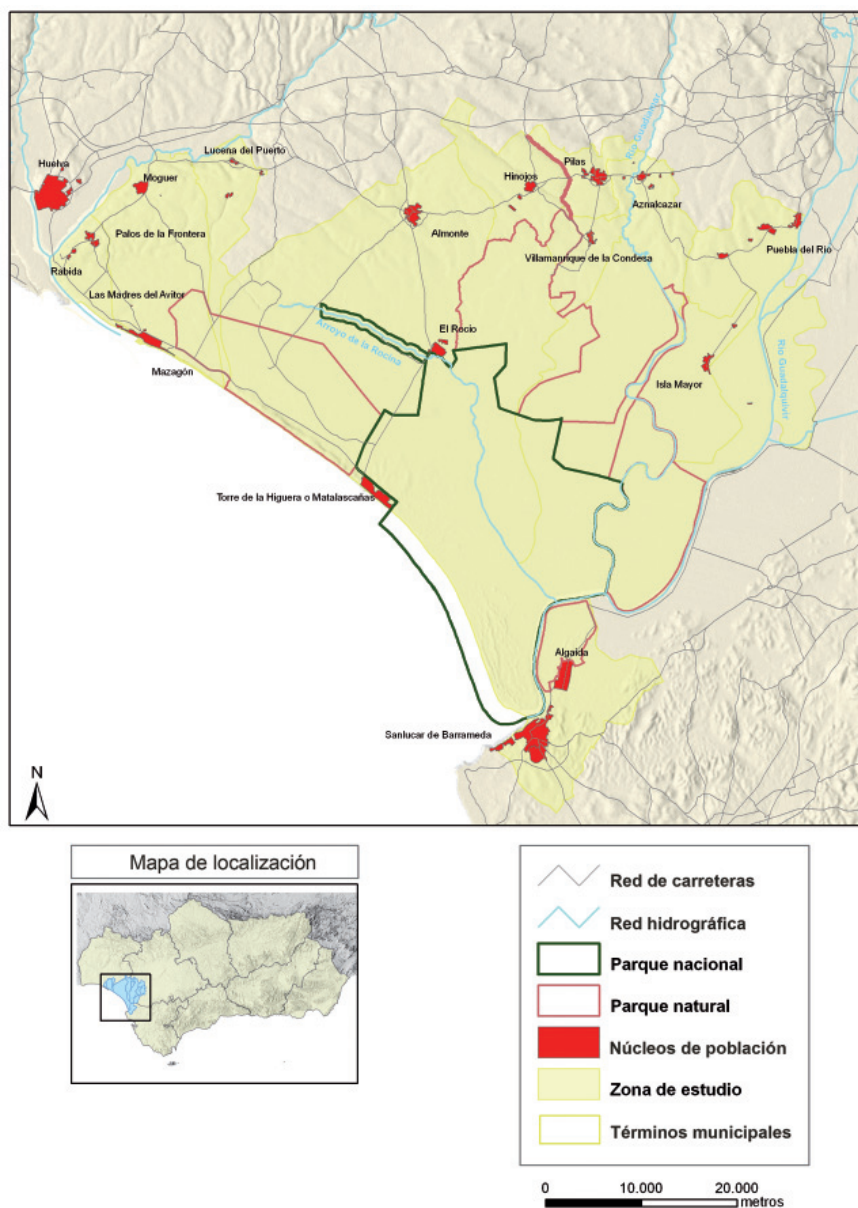 Huelva
Lucena del Puerto
Moguer
Palos de la Frontera
Rabida
Las Madres del Avitor
Mazagón
Almonte
Hinojos
Pilas
Río Guadiamar
Aznalcazar
Villamanrique de la Condesa
Puebla del Río
Arroyo de la Rocina
El Rocio
Isla Mayor
Río Guadalquivir
Torre de la Higuera o Matalascañas
Algaida
Sanlucar de Barrameda
N
Mapa de localización
Red de carreteras
Red hidrográfica
Parque nacional
Parque natural
Núcleos de población
Zona de estudio
Términos municipales
0 10.000 20.000
metros